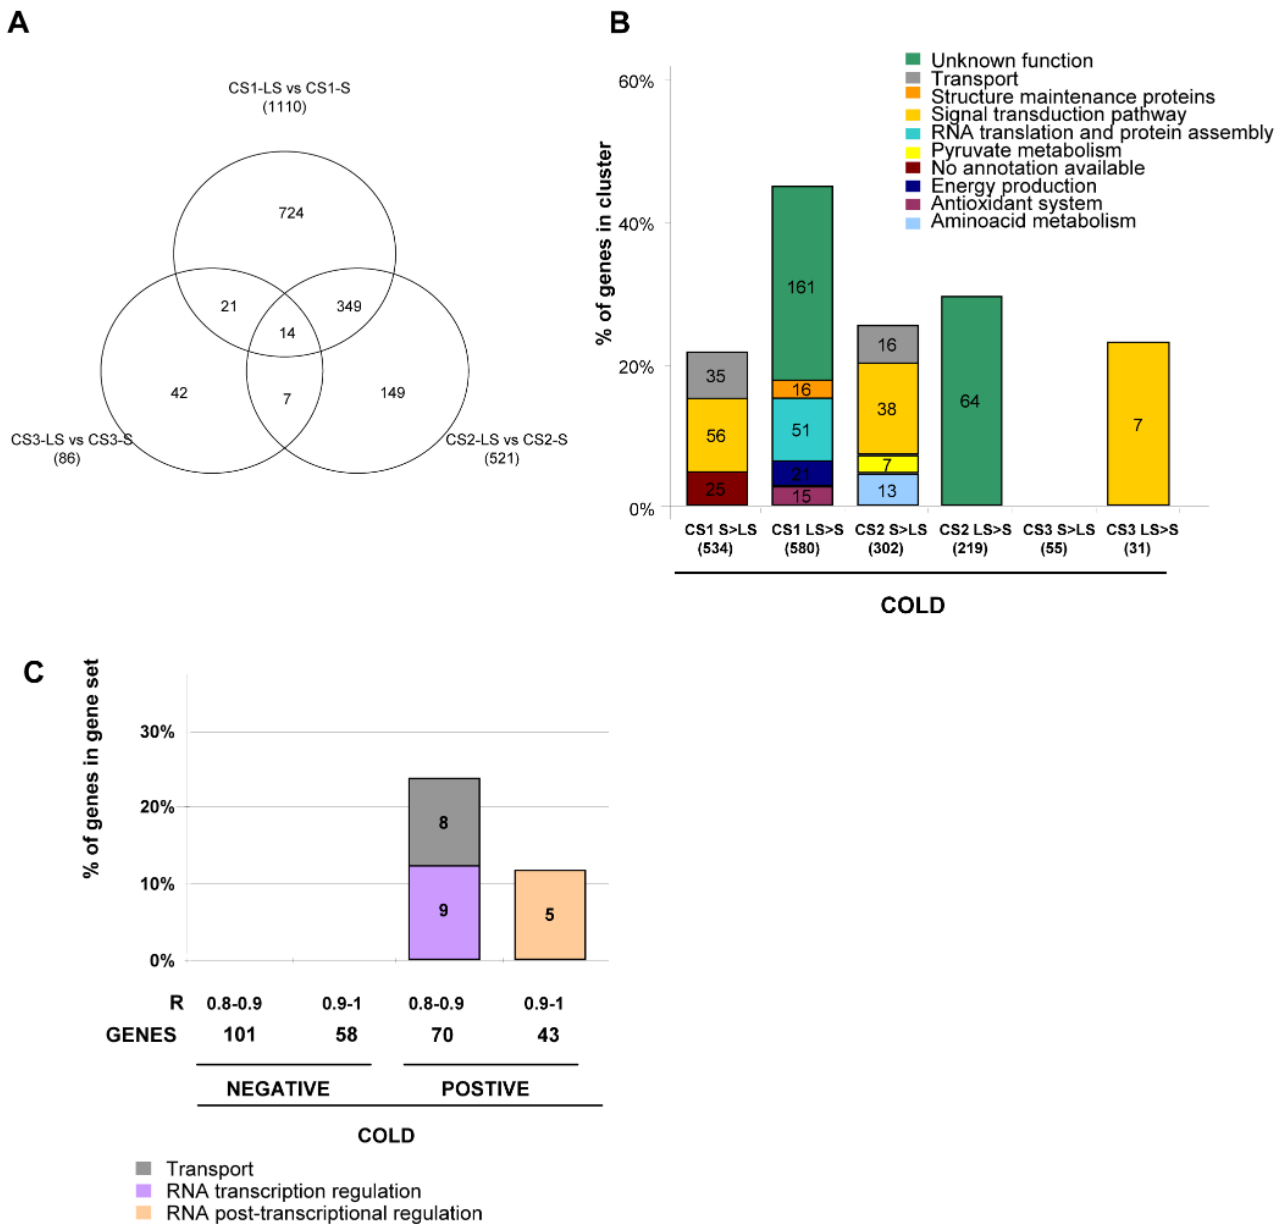 A
CS1-LS vs CS1-S
(1110)
724
21
349
14
42
7
149
CS3-LS vs CS3-S
(86)
CS2-LS vs CS2-S
(521)
B
% of genes in cluster
60%
40%
20%
0%
Unknown function
Transport
Structure maintenance proteins
Signal transduction pathway
RNA translation and protein assembly
Pyruvate metabolism
No annotation available
Energy production
Antioxidant system
Aminoacid metabolism
35
56
25
161
16
51
21
15
16
38
7
13
64
7
CS1 S>LS CS1 LS>S CS2 S>LS CS2 LS>S CS3 S>LS CS3 LS>S
(534) (580) (302) (219) (55) (31)
COLD
C
% of genes in gene set
30%
20%
10%
0%
8
9
5
R 0.8-0.9 0.9-1 0.8-0.9 0.9-1
GENES 101 58 70 43
NEGATIVE POSTIVE
COLD
Transport
RNA transcription regulation
RNA post-transcriptional regulation